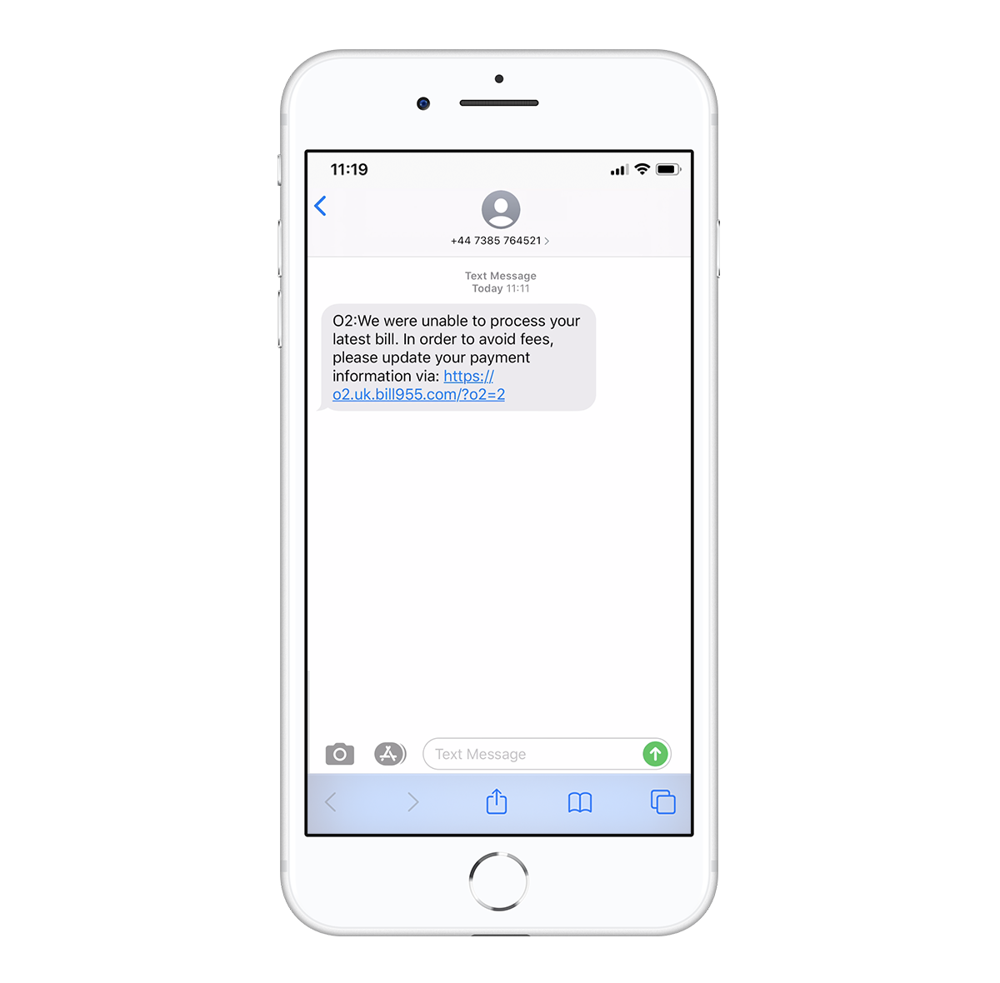 11:19
+44 7385 764521
Text Message
Today 11:11
O2:We were unable to process your
latest bill. In order to avoid fees,
please update your payment
information via: https://
o2.uk.bill955.com/?o2=2
Text Message